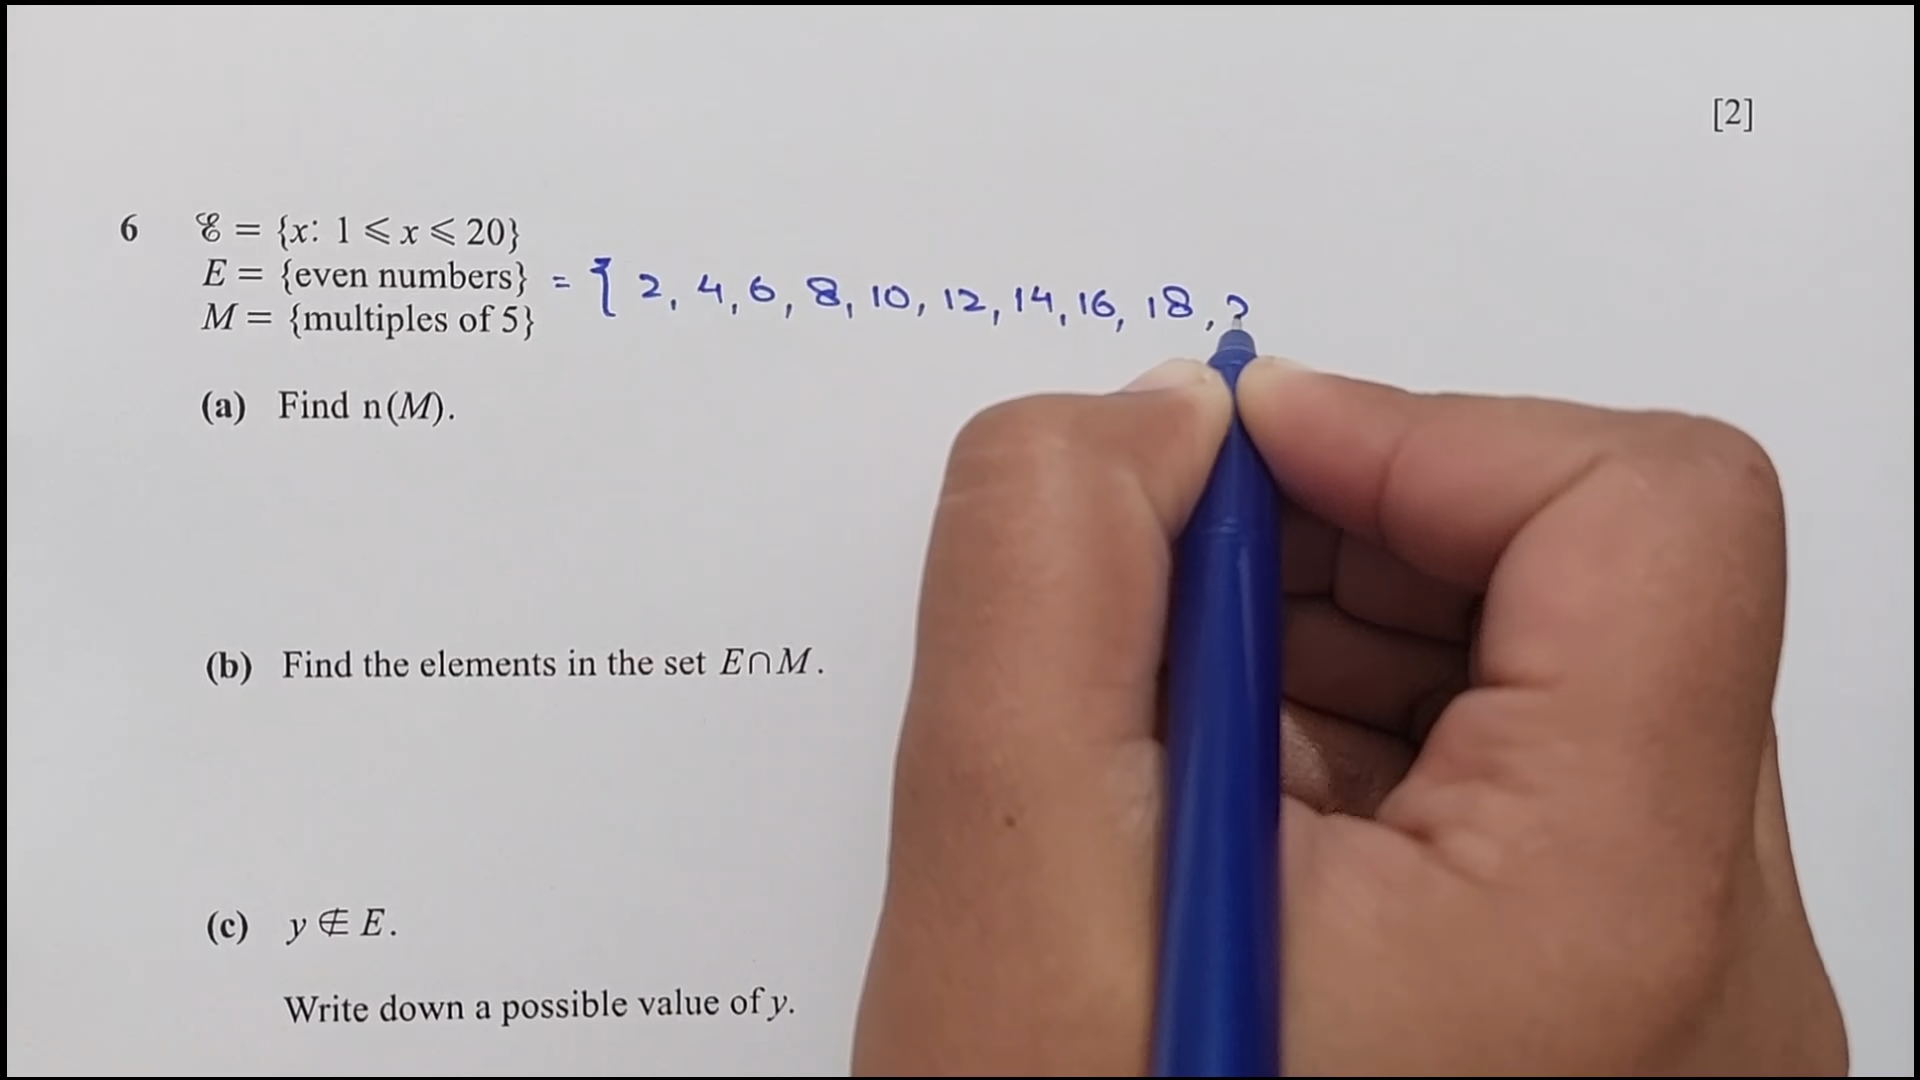 [2]
6 ℰ = {x: 1 ⩽ x ⩽ 20}
E = {even numbers} = { 2, 4, 6, 8, 10, 12, 14, 16, 18, 2
M = {multiples of 5}
(a) Find n(M).
(b) Find the elements in the set E∩M.
(c) y ∉ E.
Write down a possible value of y.